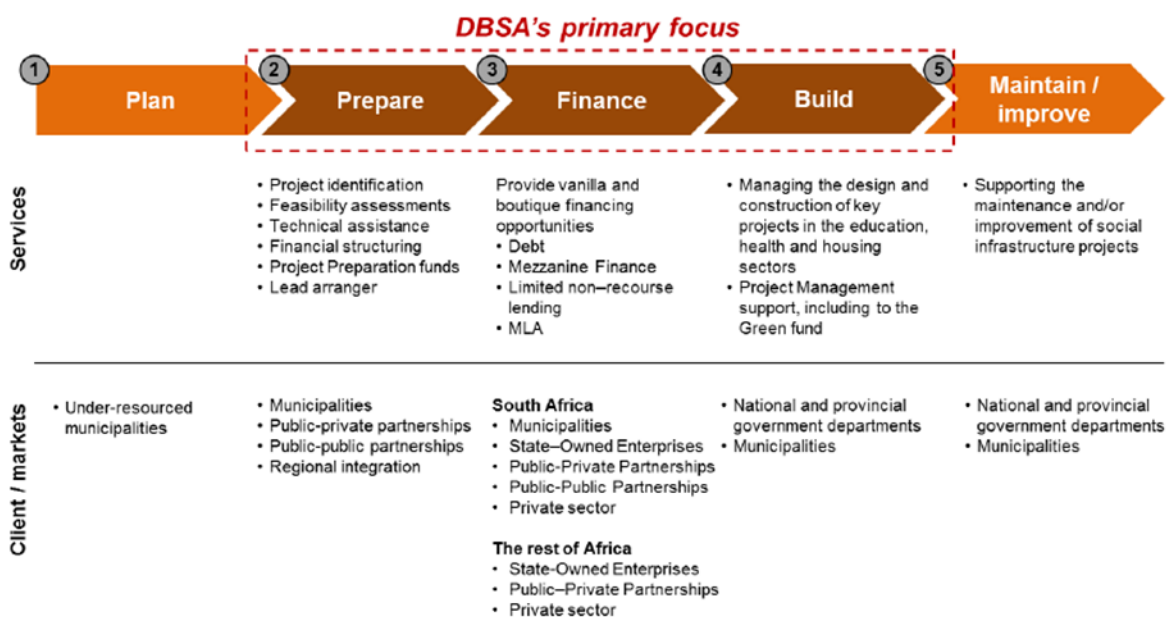 DBSA's primary focus
1
Plan
2
Prepare
3
Finance
4
Build
5
Maintain /
improve
Services
• Project identification
• Feasibility assessments
• Technical assistance
• Financial structuring
• Project Preparation funds
• Lead arranger
Provide vanilla and
boutique financing
opportunities
• Debt
• Mezzanine Finance
• Limited non–recourse
lending
• MLA
• Managing the design and
construction of key
projects in the education,
health and housing
sectors
• Project Management
support, including to the
Green fund
• Supporting the
maintenance and/or
improvement of social
infrastructure projects
Client / markets
• Under-resourced
municipalities
• Municipalities
• Public-private partnerships
• Public-public partnerships
• Regional integration
South Africa
• Municipalities
• State–Owned Enterprises
• Public-Private Partnerships
• Public-Public Partnerships
• Private sector
The rest of Africa
• State-Owned Enterprises
• Public–Private Partnerships
• Private sector
• National and provincial
government departments
• Municipalities
• National and provincial
government departments
• Municipalities